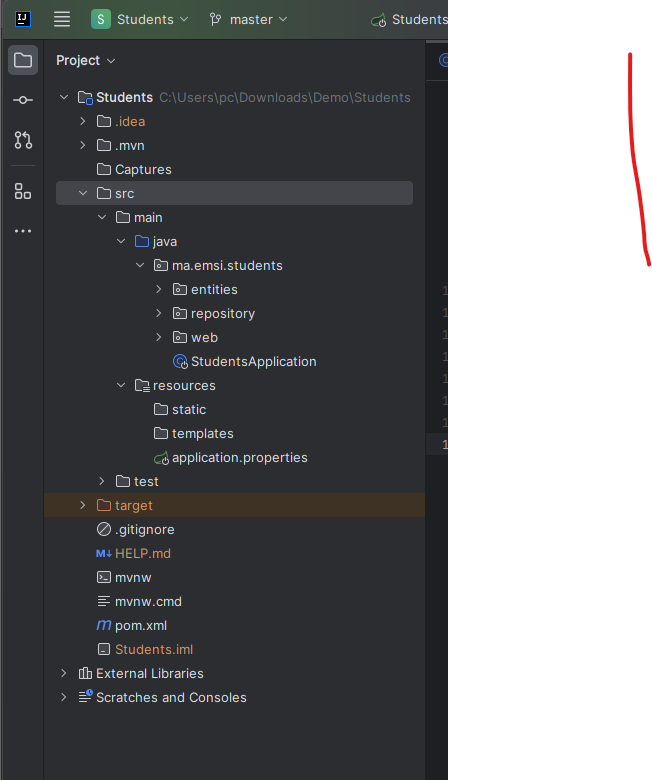 IJ S Students master Students
Project
Students C:\Users\pc\Downloads\Demo\Students
.idea
.mvn
Captures
src
main
java
ma.emsi.students
entities
repository
web
StudentsApplication
resources
static
templates
application.properties
test
target
.gitignore
M↓ HELP.md
mvnw
mvnw.cmd
m pom.xml
Students.iml
External Libraries
Scratches and Consoles